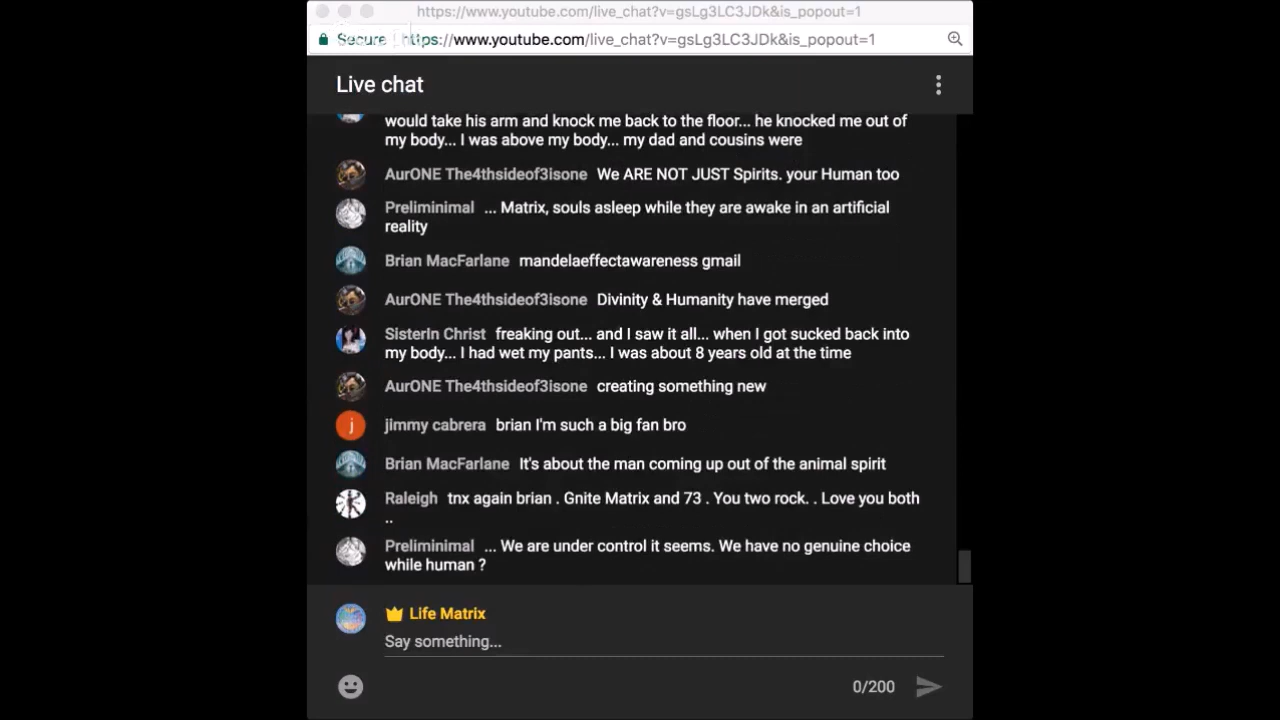 https://www.youtube.com/live_chat?v=gsLg3LC3JDk&is_popout=1
Secure https://www.youtube.com/live_chat?v=gsLg3LC3JDk&is_popout=1
Live chat
would take his arm and knock me back to the floor... he knocked me out of
my body... I was above my body... my dad and cousins were
AurONE The4thsideof3isone We ARE NOT JUST Spirits. your Human too
Preliminimal ... Matrix, souls asleep while they are awake in an artificial
reality
Brian MacFarlane mandelaeffectawareness gmail
AurONE The4thsideof3isone Divinity & Humanity have merged
SisterIn Christ freaking out... and I saw it all... when I got sucked back into
my body... I had wet my pants... I was about 8 years old at the time
AurONE The4thsideof3isone creating something new
j
jimmy cabrera brian I'm such a big fan bro
Brian MacFarlane It's about the man coming up out of the animal spirit
Raleigh tnx again brian . Gnite Matrix and 73 . You two rock. . Love you both
..
Preliminimal ... We are under control it seems. We have no genuine choice
while human ?
Life Matrix
Say something...
0/200